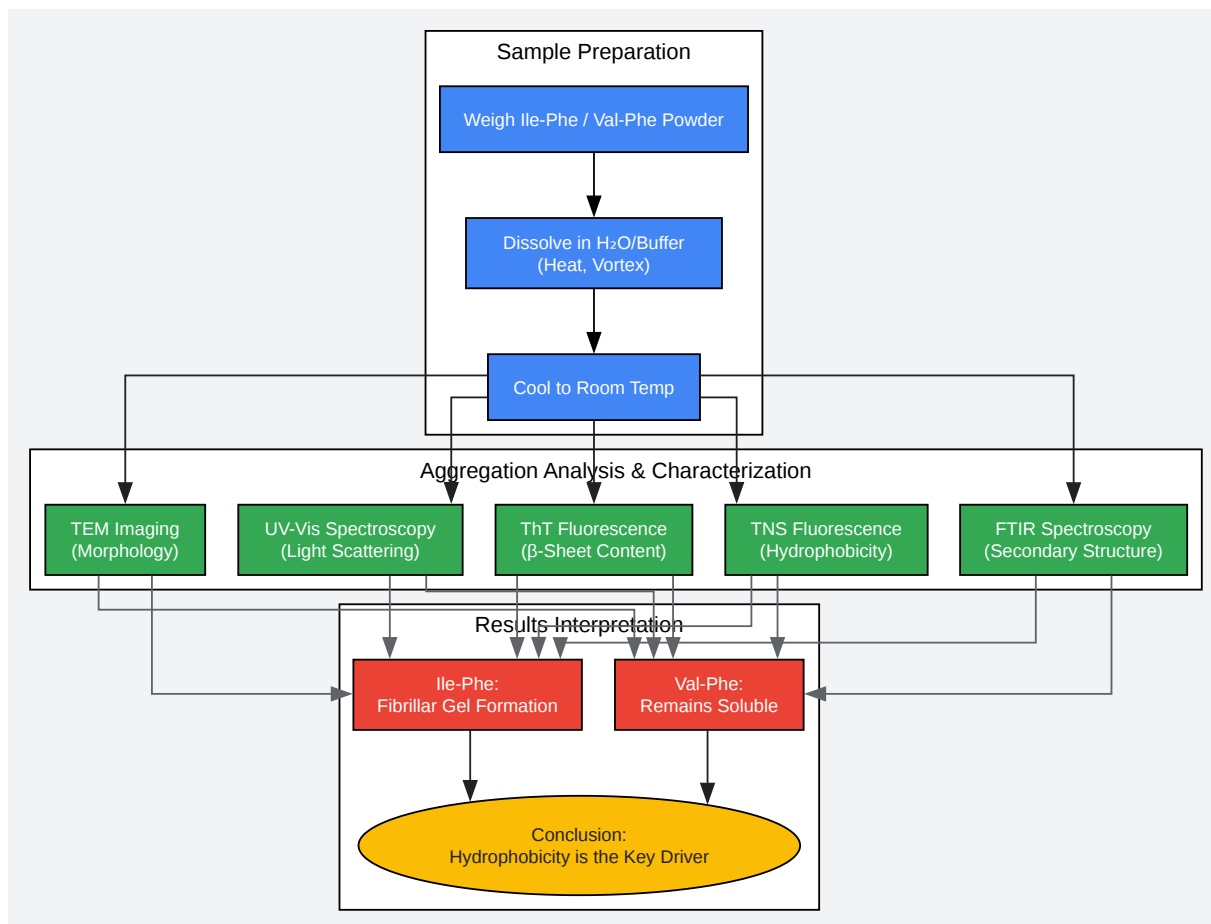 Sample Preparation
Weigh Ile-Phe / Val-Phe Powder
Dissolve in H₂O/Buffer
(Heat, Vortex)
Cool to Room Temp
Aggregation Analysis & Characterization
TEM Imaging
(Morphology)
UV-Vis Spectroscopy
(Light Scattering)
ThT Fluorescence
(β-Sheet Content)
TNS Fluorescence
(Hydrophobicity)
FTIR Spectroscopy
(Secondary Structure)
Results Interpretation
Ile-Phe:
Fibrillar Gel Formation
Val-Phe:
Remains Soluble
Conclusion:
Hydrophobicity is the Key Driver